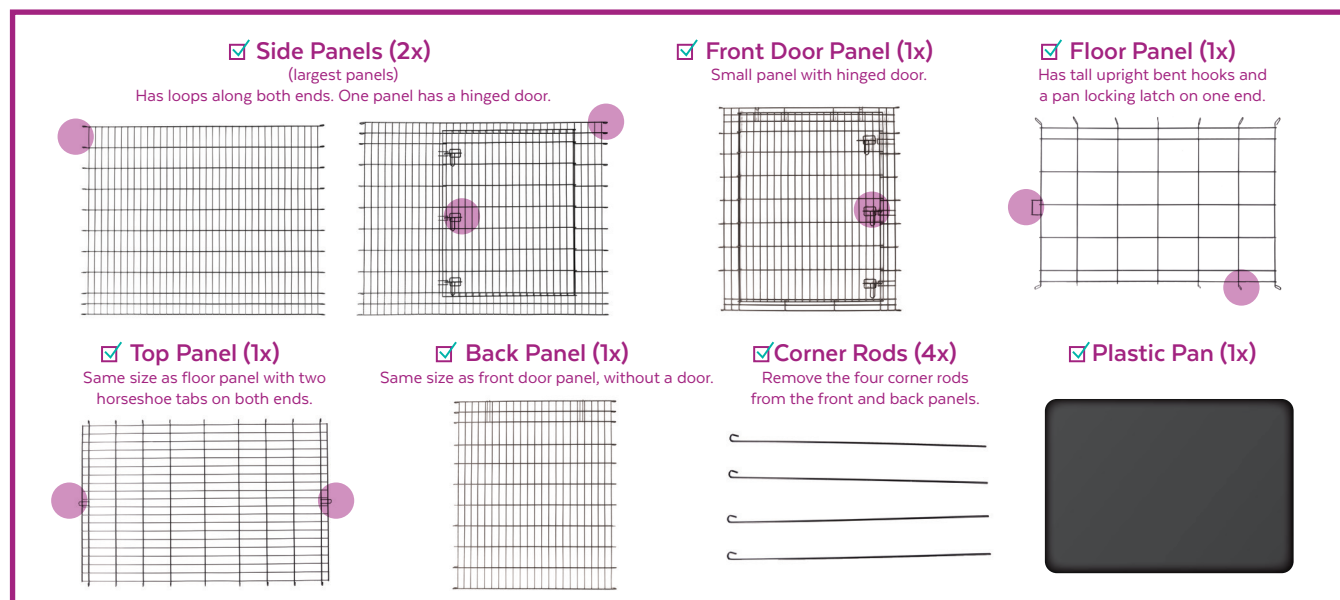 Side Panels (2x)
(largest panels)
Has loops along both ends. One panel has a hinged door.
Front Door Panel (1x)
Small panel with hinged door.
Floor Panel (1x)
Has tall upright bent hooks and
a pan locking latch on one end.
Top Panel (1x)
Same size as floor panel with two
horseshoe tabs on both ends.
Back Panel (1x)
Same size as front door panel, without a door.
Corner Rods (4x)
Remove the four corner rods
from the front and back panels.
Plastic Pan (1x)